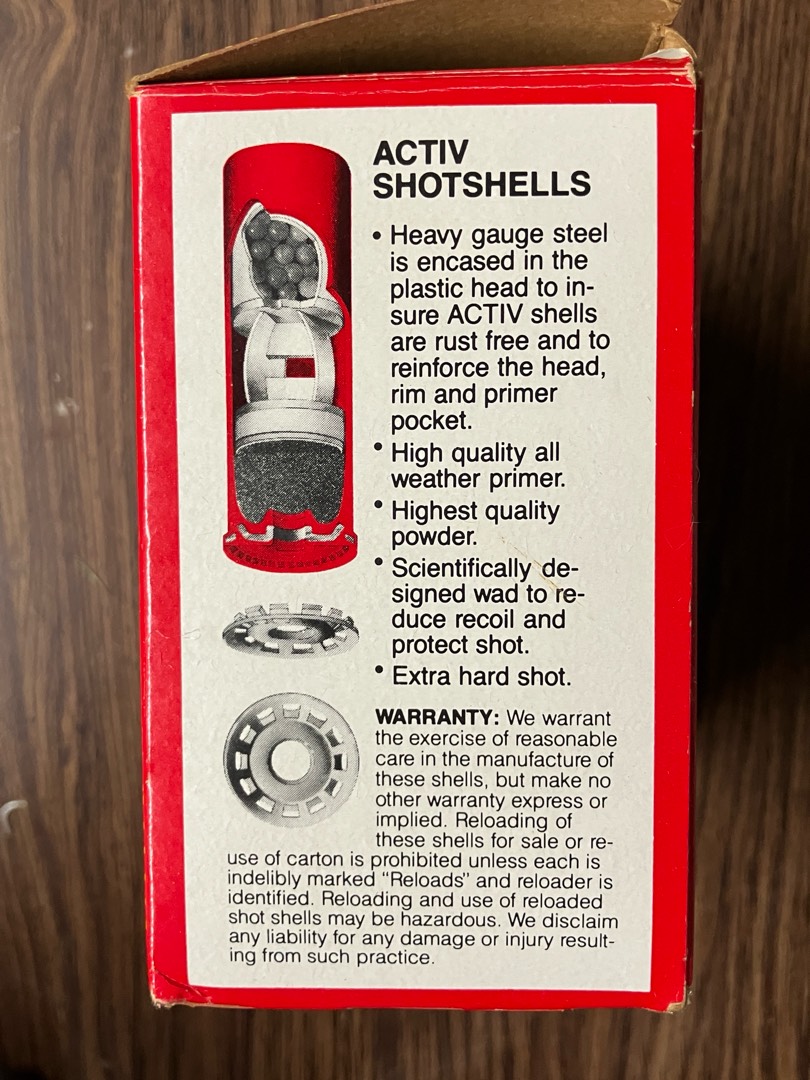 ACTIV
SHOTSHELLS
• Heavy gauge steel
is encased in the
plastic head to in-
sure ACTIV shells
are rust free and to
reinforce the head,
rim and primer
pocket.
• High quality all
weather primer.
• Highest quality
powder.
• Scientifically de-
signed wad to re-
duce recoil and
protect shot.
• Extra hard shot.
WARRANTY: We warrant
the exercise of reasonable
care in the manufacture of
these shells, but make no
other warranty express or
implied. Reloading of
these shells for sale or re-
use of carton is prohibited unless each is
indelibly marked "Reloads" and reloader is
identified. Reloading and use of reloaded
shot shells may be hazardous. We disclaim
any liability for any damage or injury result-
ing from such practice.